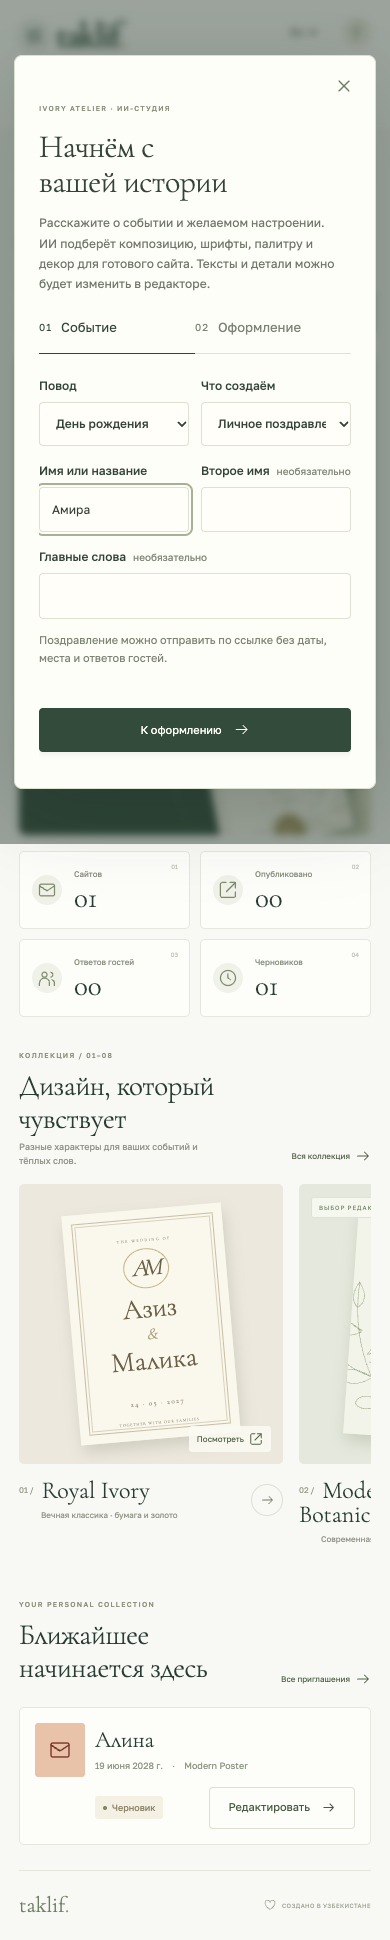 taklif.
IVORY ATELIER · ИИ-СТУДИЯ
Начнём с
вашей истории
Расскажите о событии и желаемом настроении.
ИИ подберёт композицию, шрифты, палитру и
декор для готового сайта. Тексты и детали можно
будет изменить в редакторе.
01 Событие
02 Оформление
Повод
Что создаём
День рождения
Личное поздравле
Имя или название
Второе имя необязательно
Амира
Главные слова необязательно
Поздравление можно отправить по ссылке без даты,
места и ответов гостей.
К оформлению →
Сайтов
01
01
Опубликовано
02
00
Ответов гостей
03
00
Черновиков
04
01
КОЛЛЕКЦИЯ / 01–08
Дизайн, который
чувствует
Разные характеры для ваших событий и
тёплых слов.
Вся коллекция →
THE WEDDING OF
AM
Азиз
&
Малика
24 · 05 · 2027
TOGETHER WITH OUR FAMILIES
Посмотреть
ВЫБОР РЕДАК
01 / Royal Ivory
Вечная классика · бумага и золото
02 / Mode
Botanic
Современна
YOUR PERSONAL COLLECTION
Ближайшее
начинается здесь
Все приглашения →
Алина
19 июня 2028 г. · Modern Poster
Черновик
Редактировать →
taklif.
СОЗДАНО В УЗБЕКИСТАНЕ